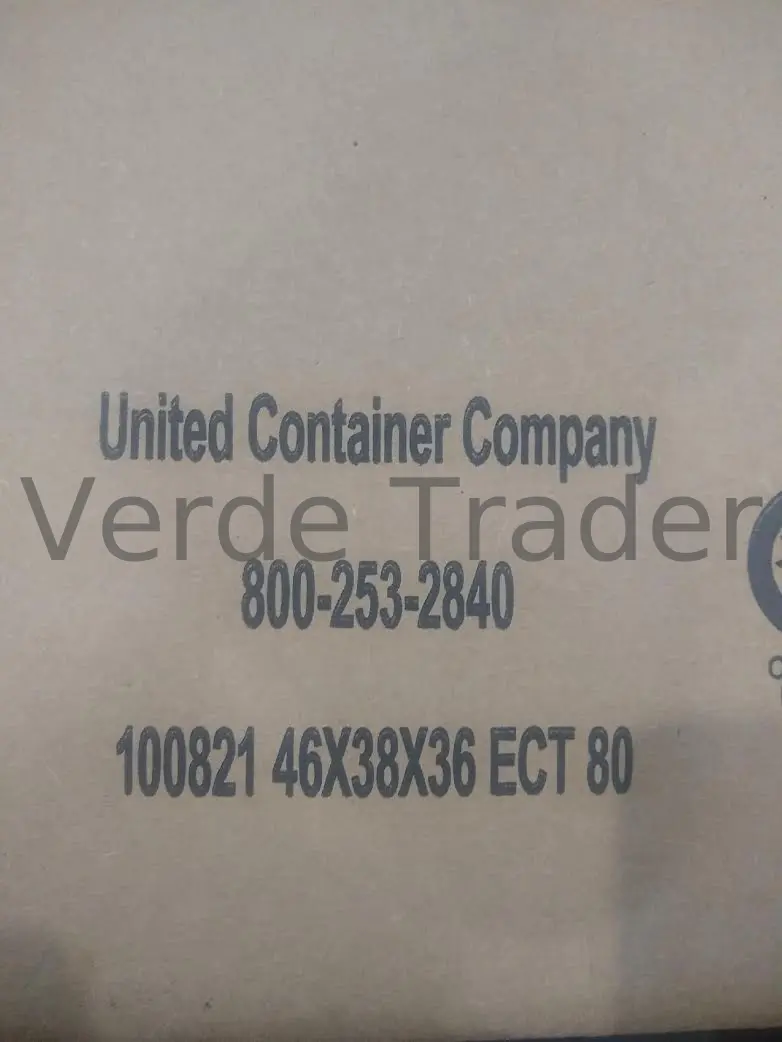 United Container Company
Verde Trader
800-253-2840
100821 46X38X36 ECT 80